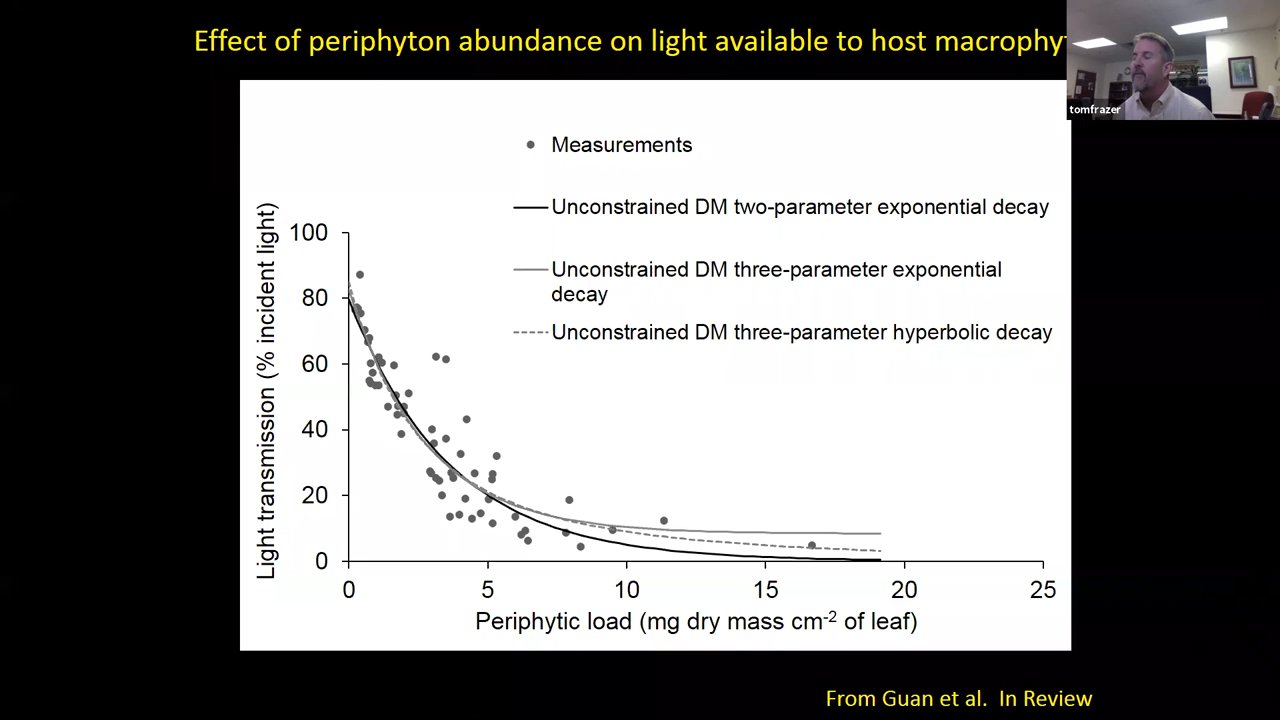 Effect of periphyton abundance on light available to host macrophy
tomfrazer
Measurements
Unconstrained DM two-parameter exponential decay
Unconstrained DM three-parameter exponential
decay
Unconstrained DM three-parameter hyperbolic decay
Light transmission (% incident light)
100
80
60
40
20
0
0 5 10 15 20 25
Periphytic load (mg dry mass cm-2 of leaf)
From Guan et al. In Review